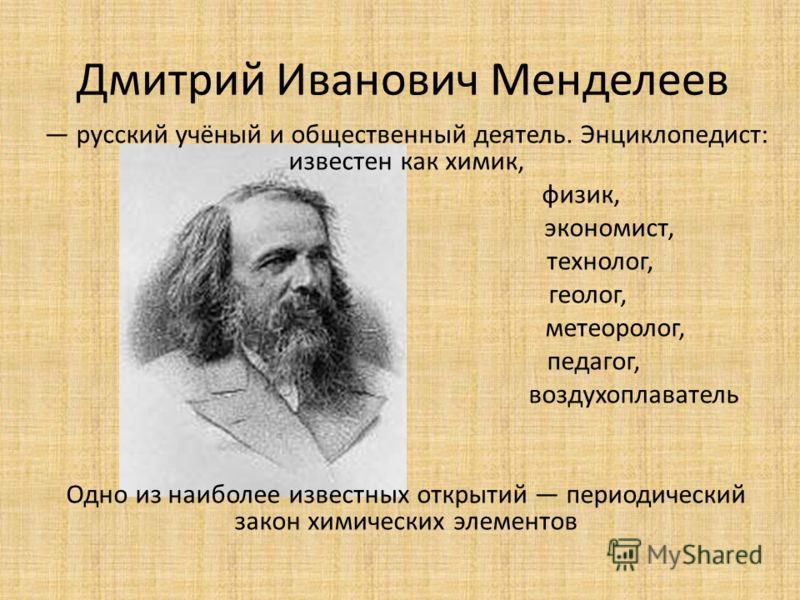 Дмитрий Иванович Менделеев
— русский учёный и общественный деятель. Энциклопедист:
известен как химик,
физик,
экономист,
технолог,
геолог,
метеоролог,
педагог,
воздухоплаватель
Одно из наиболее известных открытий — периодический
закон химических элементов
MyShared